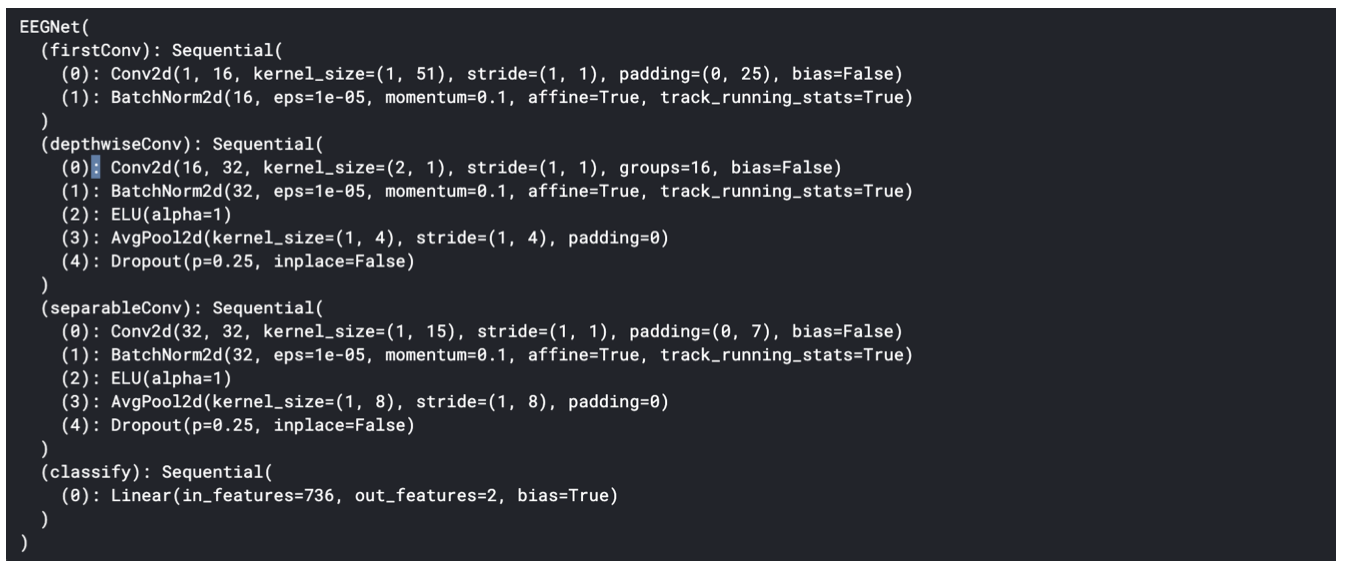 EEGNet(
  (firstConv): Sequential(
    (0): Conv2d(1, 16, kernel_size=(1, 51), stride=(1, 1), padding=(0, 25), bias=False)
    (1): BatchNorm2d(16, eps=1e-05, momentum=0.1, affine=True, track_running_stats=True)
  )
  (depthwiseConv): Sequential(
    (0): Conv2d(16, 32, kernel_size=(2, 1), stride=(1, 1), groups=16, bias=False)
    (1): BatchNorm2d(32, eps=1e-05, momentum=0.1, affine=True, track_running_stats=True)
    (2): ELU(alpha=1)
    (3): AvgPool2d(kernel_size=(1, 4), stride=(1, 4), padding=0)
    (4): Dropout(p=0.25, inplace=False)
  )
  (separableConv): Sequential(
    (0): Conv2d(32, 32, kernel_size=(1, 15), stride=(1, 1), padding=(0, 7), bias=False)
    (1): BatchNorm2d(32, eps=1e-05, momentum=0.1, affine=True, track_running_stats=True)
    (2): ELU(alpha=1)
    (3): AvgPool2d(kernel_size=(1, 8), stride=(1, 8), padding=0)
    (4): Dropout(p=0.25, inplace=False)
  )
  (classify): Sequential(
    (0): Linear(in_features=736, out_features=2, bias=True)
  )
)